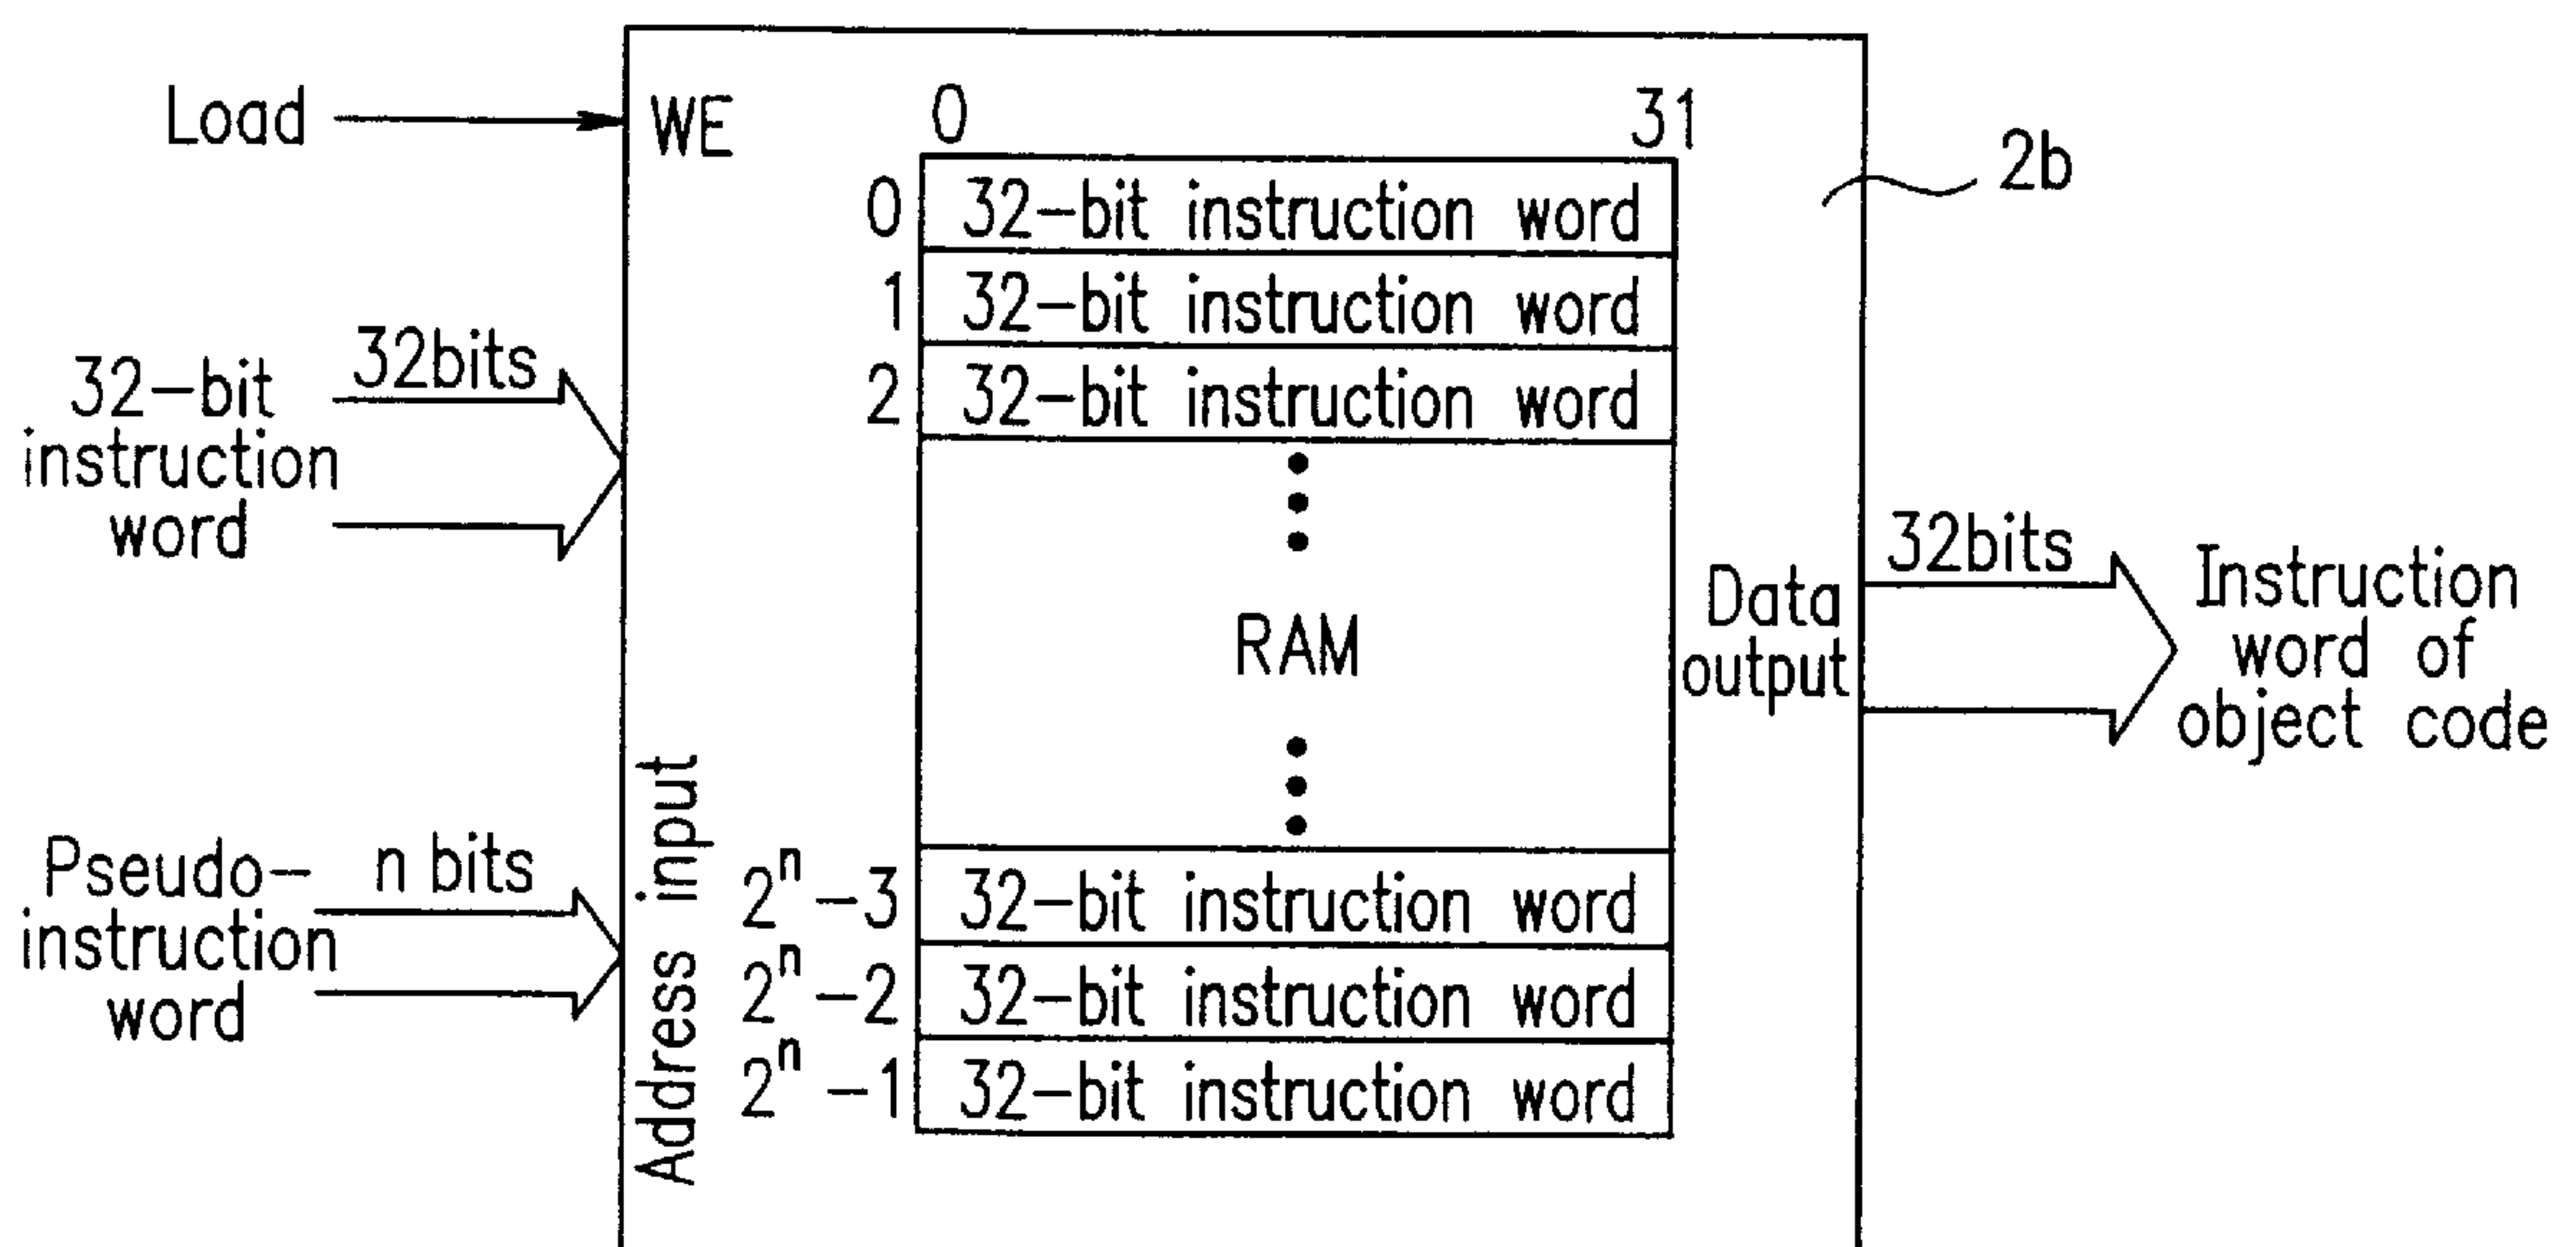 Load
WE
0
31
2b
0 32-bit instruction word
1 32-bit instruction word
2 32-bit instruction word
32bits
32-bit
instruction
word
RAM
Data
output
32bits
Instruction
word of
object code
Address input
n bits
Pseudo-
instruction
word
2ⁿ-3 32-bit instruction word
2ⁿ-2 32-bit instruction word
2ⁿ-1 32-bit instruction word